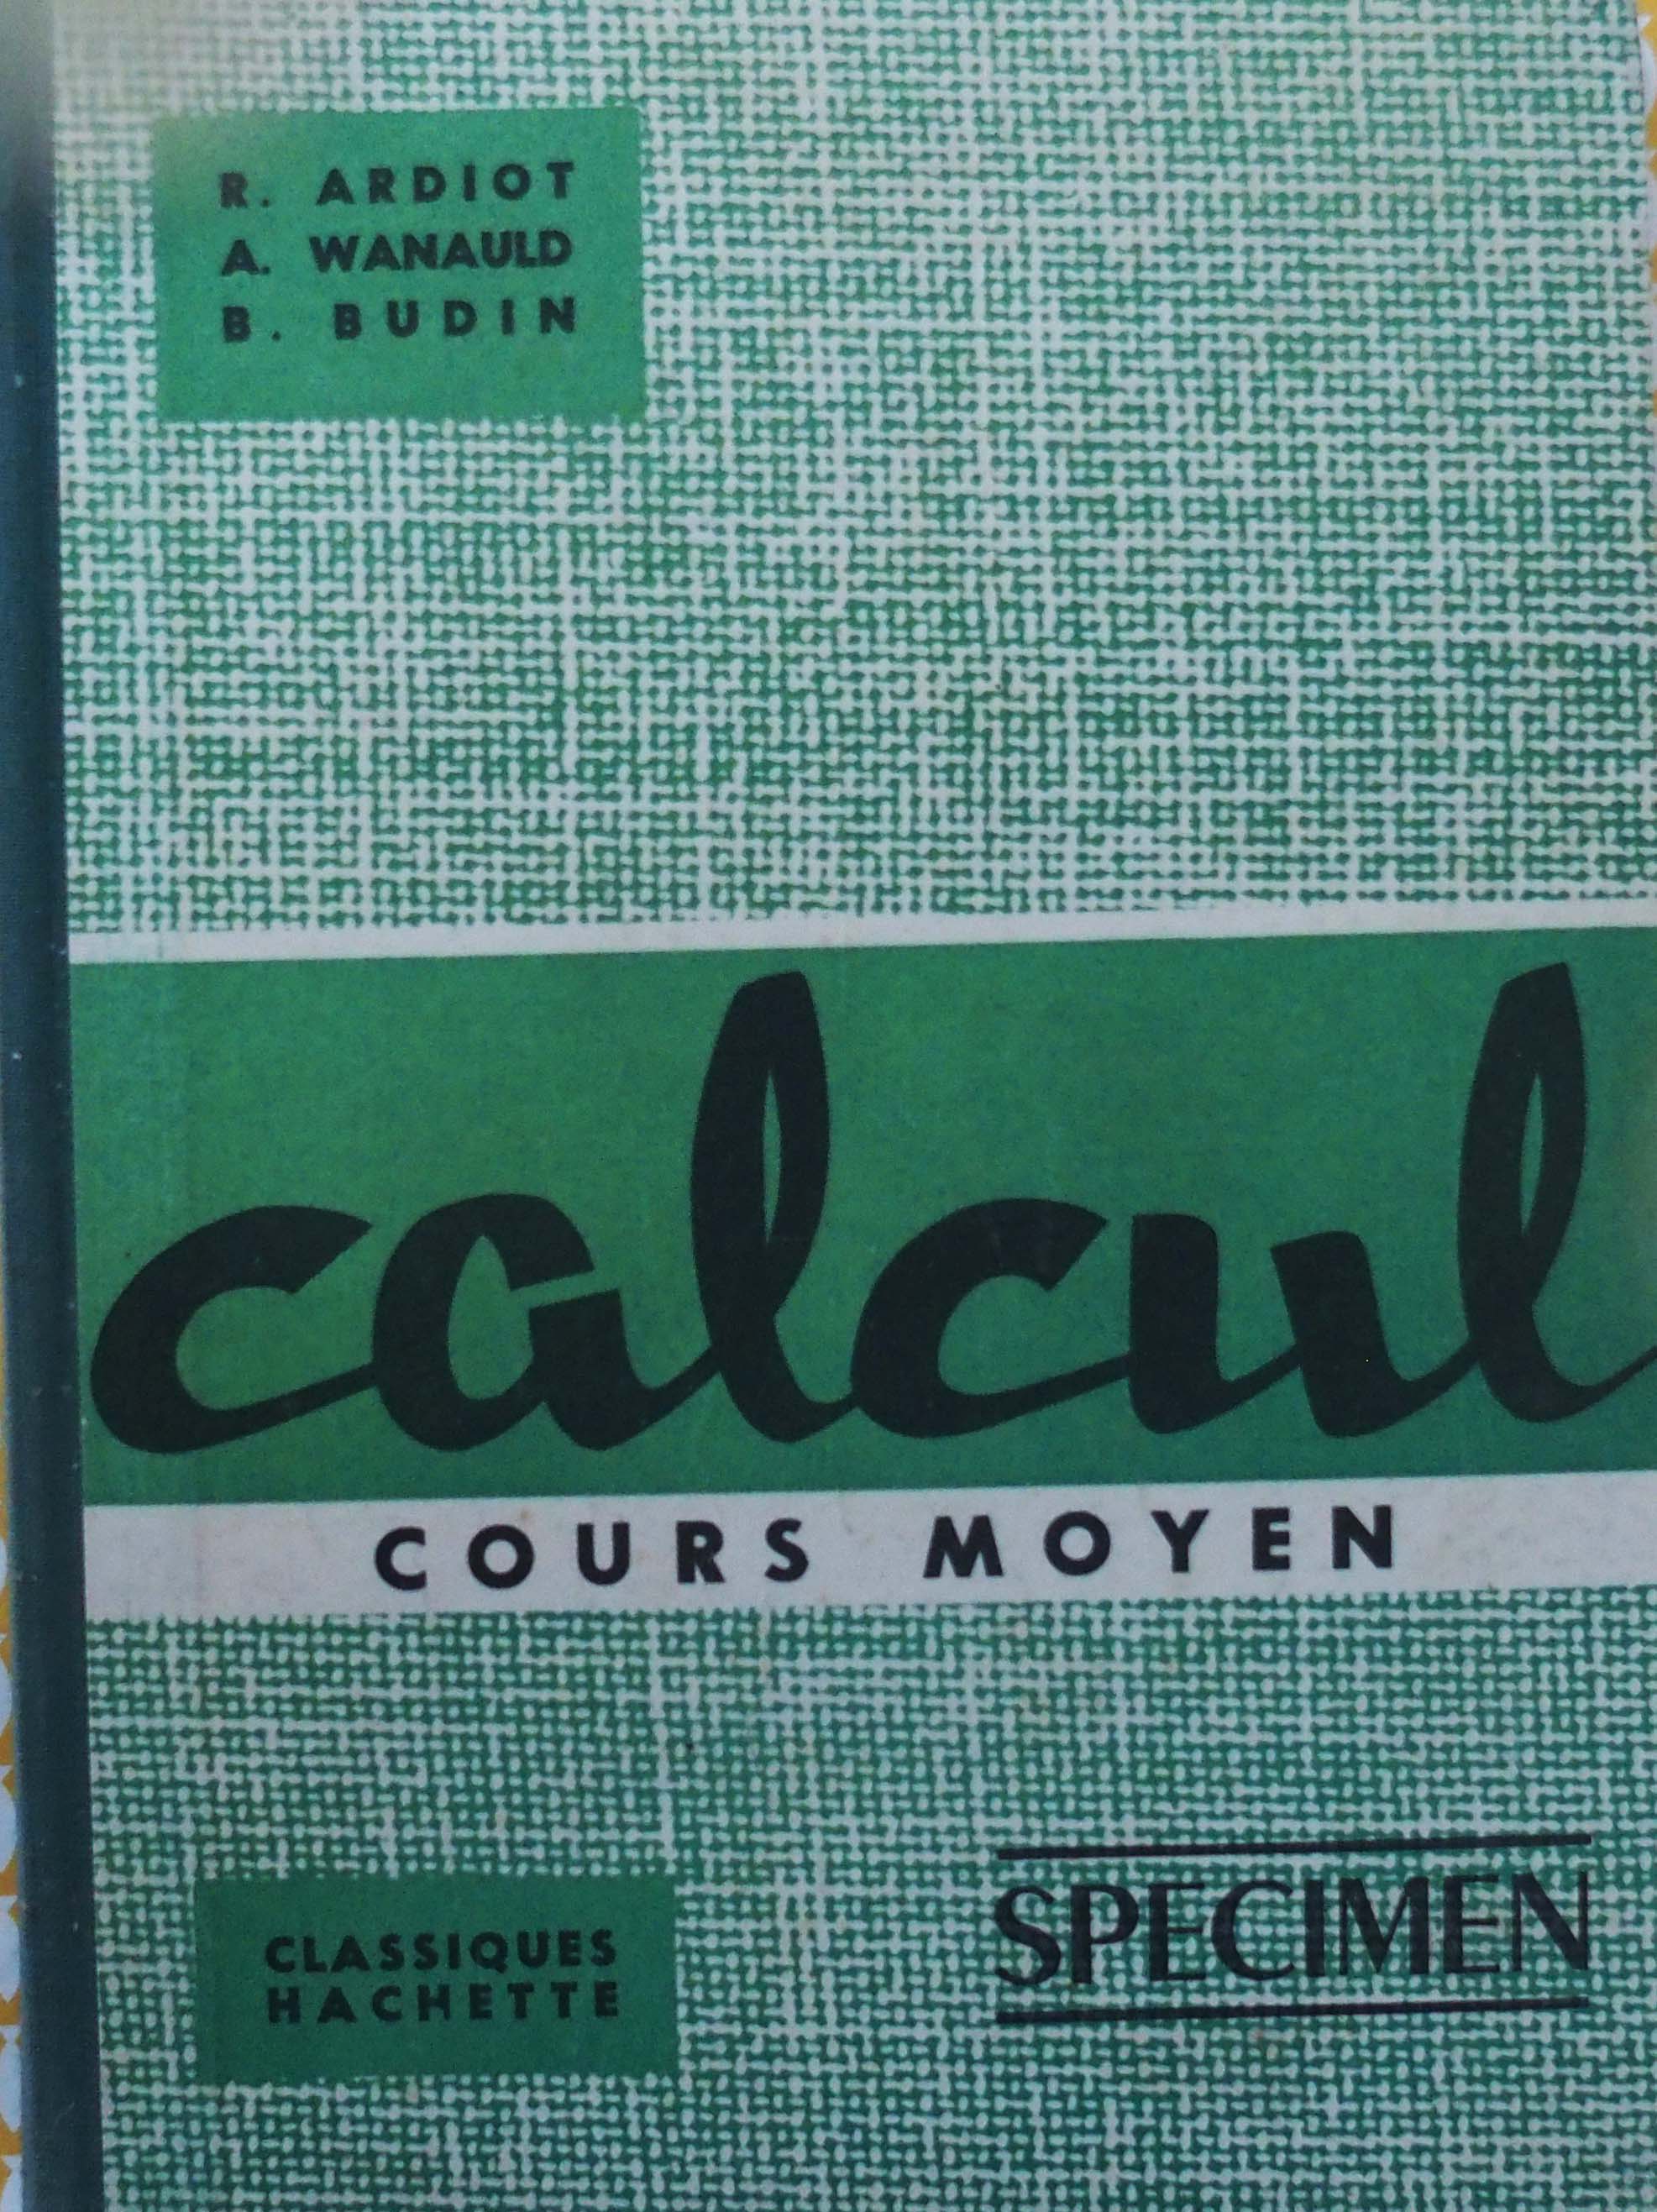 R. ARDIOT
A. WANAULD
B. BUDIN
calcul
COURS MOYEN
CLASSIQUES
HACHETTE
SPECIMEN